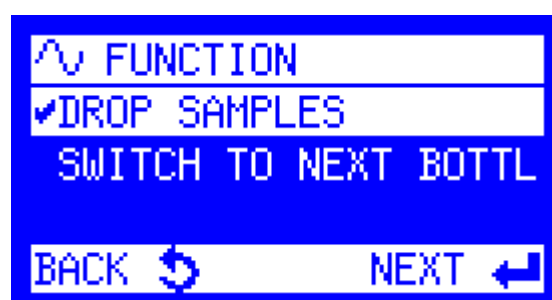 FUNCTION
DROP SAMPLES
SWITCH TO NEXT BOTTL
BACK NEXT